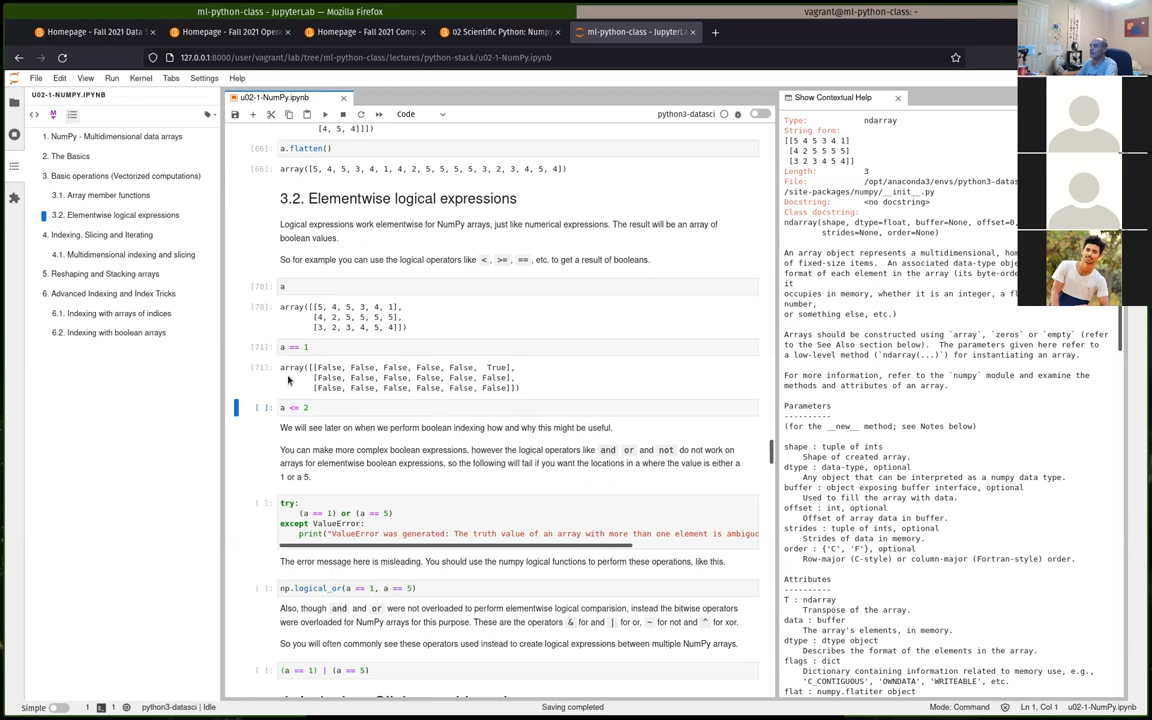 ml-python-class - JupyterLab — Mozilla Firefox
vagrant@ml-python-class: ~
Homepage - Fall 2021 Data S
Homepage - Fall 2021 Opera
Homepage - Fall 2021 Comp
02 Scientific Python: Nump
ml-python-class - JupyterLa
127.0.0.1:8000/user/vagrant/lab/tree/ml-python-class/lectures/python-stack/u02-1-NumPy.ipynb
File Edit View Run Kernel Tabs Settings Help
U02-1-NUMPY.IPYNB
1. NumPy - Multidimensional data arrays
2. The Basics
3. Basic operations (Vectorized computations)
3.1. Array member functions
3.2. Elementwise logical expressions
4. Indexing, Slicing and Iterating
4.1. Multidimensional indexing and slicing
5. Reshaping and Stacking arrays
6. Advanced Indexing and Index Tricks
6.1. Indexing with arrays of indices
6.2. Indexing with boolean arrays
u02-1-NumPy.ipynb
Code
python3-datasci
[4, 5, 4]]])
[66]: a.flatten()
[66]: array([5, 4, 5, 3, 4, 1, 4, 2, 5, 5, 5, 5, 3, 2, 3, 4, 5, 4])
3.2. Elementwise logical expressions
Logical expressions work elementwise for NumPy arrays, just like numerical expressions. The result will be an array of
boolean values.
So for example you can use the logical operators like < , >= , == , etc. to get a result of booleans.
[70]: a
[70]: array([[5, 4, 5, 3, 4, 1],
[4, 2, 5, 5, 5, 5],
[3, 2, 3, 4, 5, 4]])
[71]: a == 1
[71]: array([[False, False, False, False, False, True],
[False, False, False, False, False, False],
[False, False, False, False, False, False]])
[ ]: a <= 2
We will see later on when we perform boolean indexing how and why this might be useful.
You can make more complex boolean expressions, however the logical operators like and or and not do not work on
arrays for elementwise boolean expressions, so the following will fail if you want the locations in a where the value is either a
1 or a 5.
[ ]: try:
(a == 1) or (a == 5)
except ValueError:
print("ValueError was generated: The truth value of an array with more than one element is ambiguo
The error message here is misleading. You should use the numpy logical functions to perform these operations, like this.
[ ]: np.logical_or(a == 1, a == 5)
Also, though and and or were not overloaded to perform elementwise logical comparision, instead the bitwise operators
were overloaded for NumPy arrays for this purpose. These are the operators & for and | for or, ~ for not and ^ for xor.
So you will often commonly see these operators used instead to create logical expressions between multiple NumPy arrays.
[ ]: (a == 1) | (a == 5)
Show Contextual Help
Type: ndarray
String form:
[[5 4 5 3 4 1]
[4 2 5 5 5 5]
[3 2 3 4 5 4]]
Length: 3
File: /opt/anaconda3/envs/python3-datasc
/site-packages/numpy/__init__.py
Docstring: <no docstring>
Class docstring:
ndarray(shape, dtype=float, buffer=None, offset=0,
strides=None, order=None)
An array object represents a multidimensional, ho
of fixed-size items. An associated data-type obje
format of each element in the array (its byte-ord
it
occupies in memory, whether it is an integer, a fl
number,
or something else, etc.)
Arrays should be constructed using `array`, `zeros` or `empty` (refer
to the See Also section below). The parameters given here refer to
a low-level method (`ndarray(...)`) for instantiating an array.
For more information, refer to the `numpy` module and examine the
methods and attributes of an array.
Parameters
----------
(for the __new__ method; see Notes below)
shape : tuple of ints
Shape of created array.
dtype : data-type, optional
Any object that can be interpreted as a numpy data type.
buffer : object exposing buffer interface, optional
Used to fill the array with data.
offset : int, optional
Offset of array data in buffer.
strides : tuple of ints, optional
Strides of data in memory.
order : {'C', 'F'}, optional
Row-major (C-style) or column-major (Fortran-style) order.
Attributes
----------
T : ndarray
Transpose of the array.
data : buffer
The array's elements, in memory.
dtype : dtype object
Describes the format of the elements in the array.
flags : dict
Dictionary containing information related to memory use, e.g.,
'C_CONTIGUOUS', 'OWNDATA', 'WRITEABLE', etc.
flat : numpy.flatiter object
Simple 1 1 python3-datasci | Idle Saving completed Mode: Command Ln 1, Col 1 u02-1-NumPy.ipynb